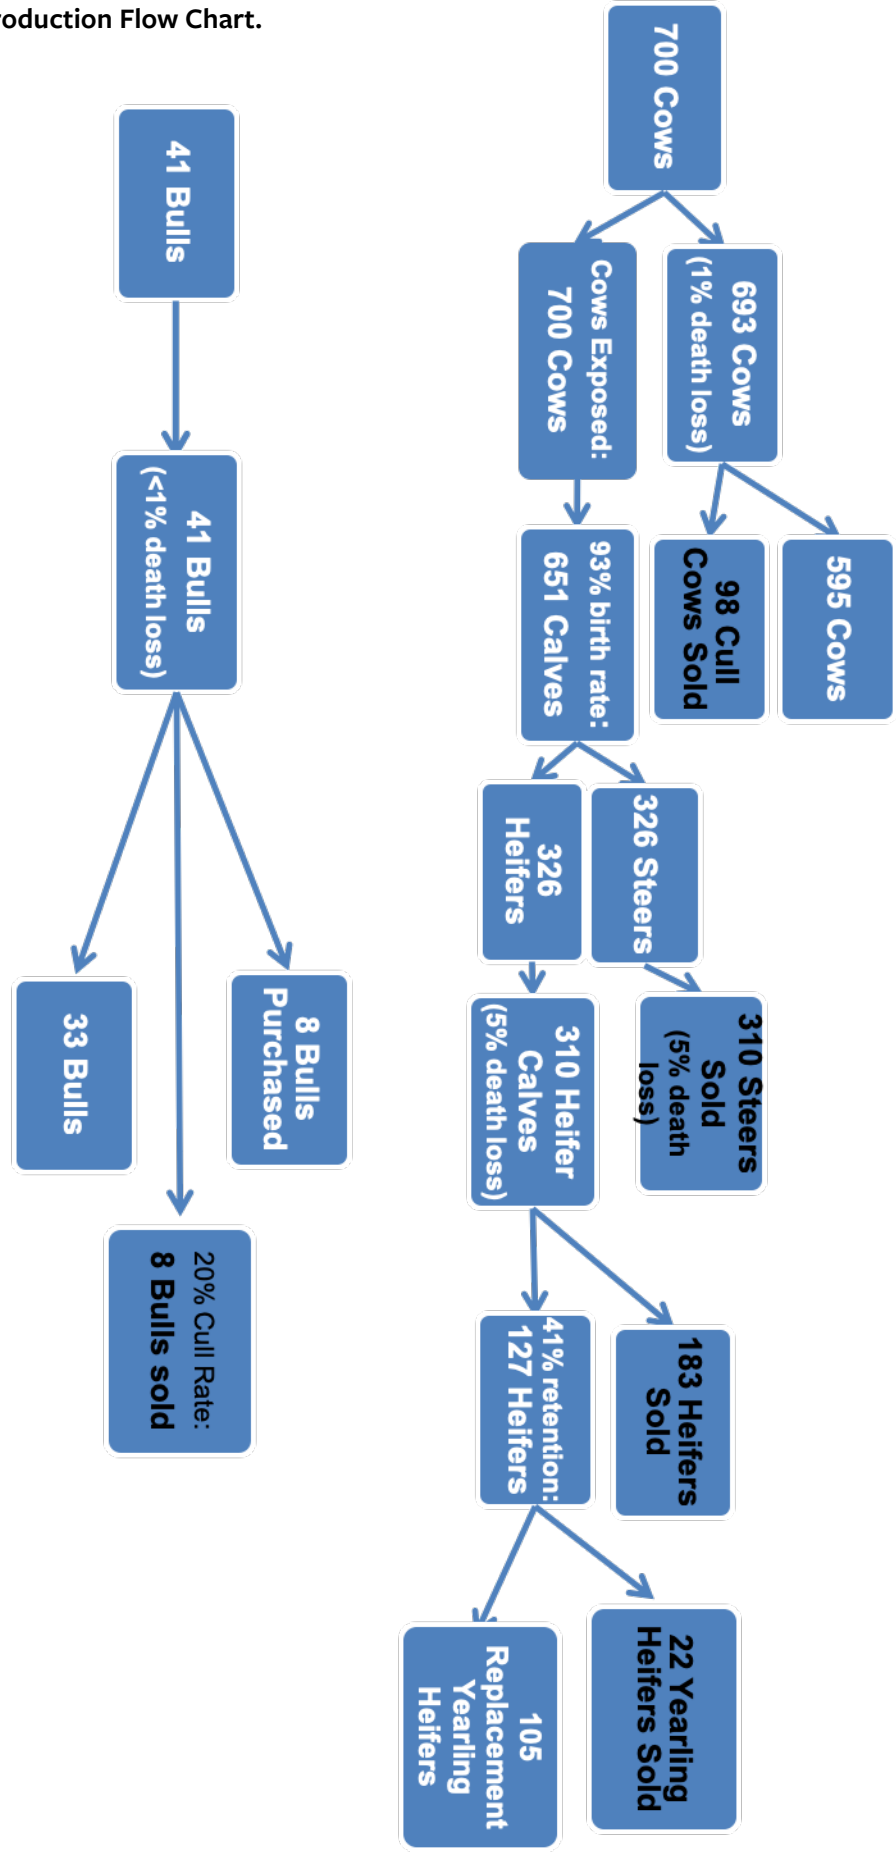 roduction Flow Chart.
700 Cows
693 Cows
(1% death loss)
595 Cows
98 Cull
Cows Sold
Cows Exposed:
700 Cows
93% birth rate:
651 Calves
326 Steers
310 Steers
Sold
(5% death
loss)
326
Heifers
310 Heifer
Calves
(5% death loss)
183 Heifers
Sold
41% retention:
127 Heifers
22 Yearling
Heifers Sold
105
Replacement
Yearling
Heifers
41 Bulls
41 Bulls
(<1% death loss)
8 Bulls
Purchased
20% Cull Rate:
8 Bulls sold
33 Bulls